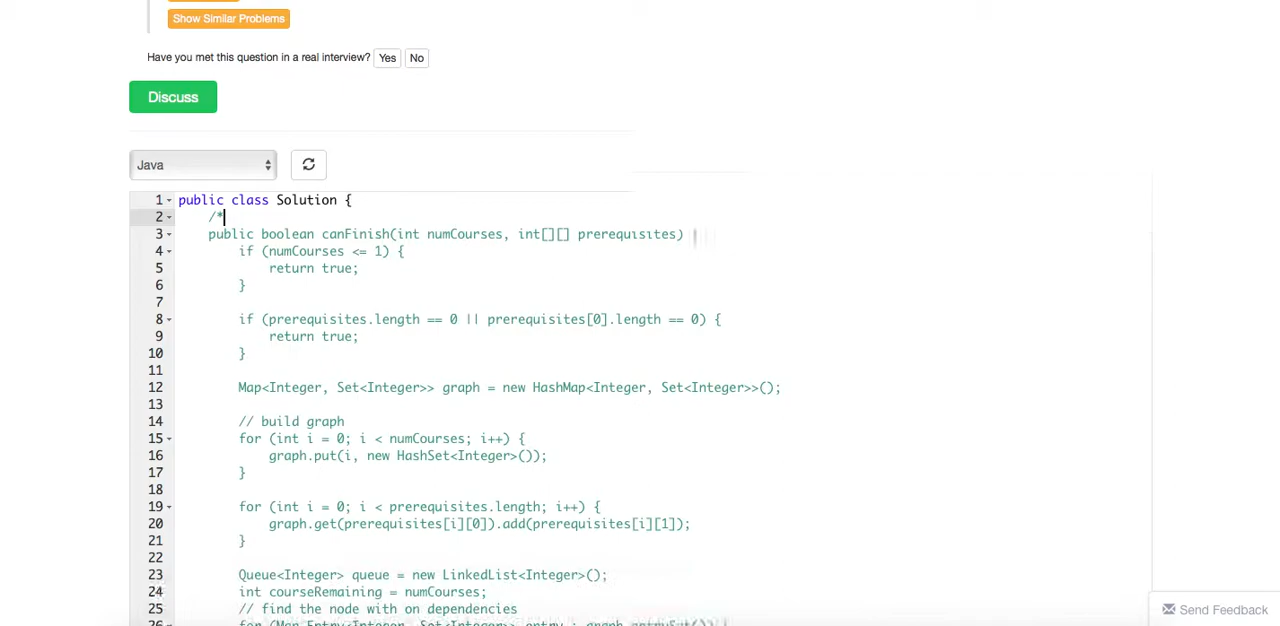 Show Similar Problems
Have you met this question in a real interview? Yes No
Discuss
Java
1 public class Solution {
2 /*
3 public boolean canFinish(int numCourses, int[][] prerequisites)
4 if (numCourses <= 1) {
5 return true;
6 }
7
8 if (prerequisites.length == 0 || prerequisites[0].length == 0) {
9 return true;
10 }
11
12 Map<Integer, Set<Integer>> graph = new HashMap<Integer, Set<Integer>>();
13
14 // build graph
15 for (int i = 0; i < numCourses; i++) {
16 graph.put(i, new HashSet<Integer>());
17 }
18
19 for (int i = 0; i < prerequisites.length; i++) {
20 graph.get(prerequisites[i][0]).add(prerequisites[i][1]);
21 }
22
23 Queue<Integer> queue = new LinkedList<Integer>();
24 int courseRemaining = numCourses;
25 // find the node with on dependencies
Send Feedback